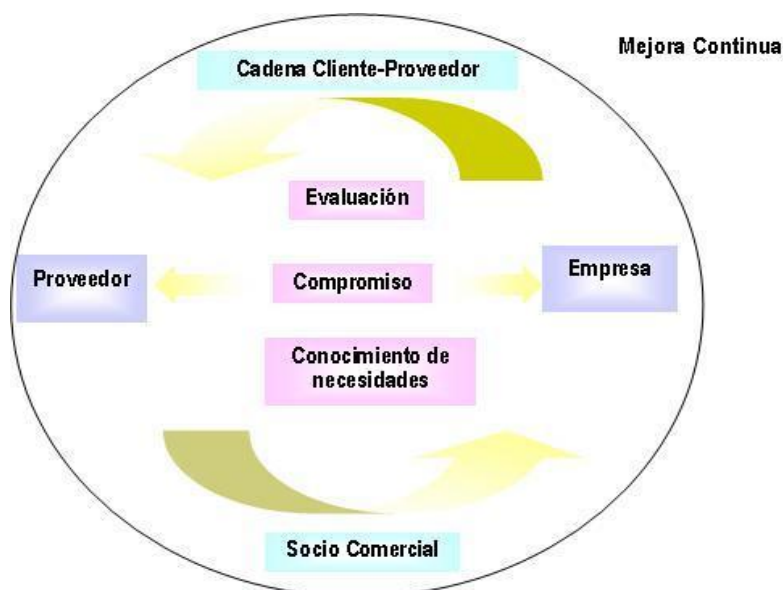 Mejora Continua
Cadena Cliente-Proveedor
Evaluación
Proveedor
Compromiso
Empresa
Conocimiento de
necesidades
Socio Comercial